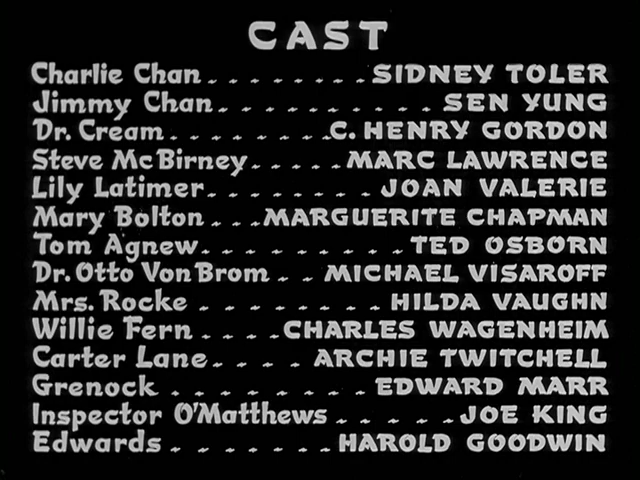 CAST
Charlie Chan. . . . . . . . SIDNEY TOLER
Jimmy Chan. . . . . . . . . . SEN YUNG
Dr. Cream. . . . . . . . C. HENRY GORDON
Steve McBirney. . . . . MARC LAWRENCE
Lily Latimer. . . . . . . . JOAN VALERIE
Mary Bolton . . . MARGUERITE CHAPMAN
Tom Agnew. . . . . . . . . TED OSBORN
Dr. Otto Von Brom . . MICHAEL VISAROFF
Mrs. Rocke . . . . . . . . HILDA VAUGHN
Willie Fern . . . . CHARLES WAGENHEIM
Carter Lane. . . . ARCHIE TWITCHELL
Grenock . . . . . . . . EDWARD MARR
Inspector O'Matthews . . . . . JOE KING
Edwards . . . . . . . HAROLD GOODWIN